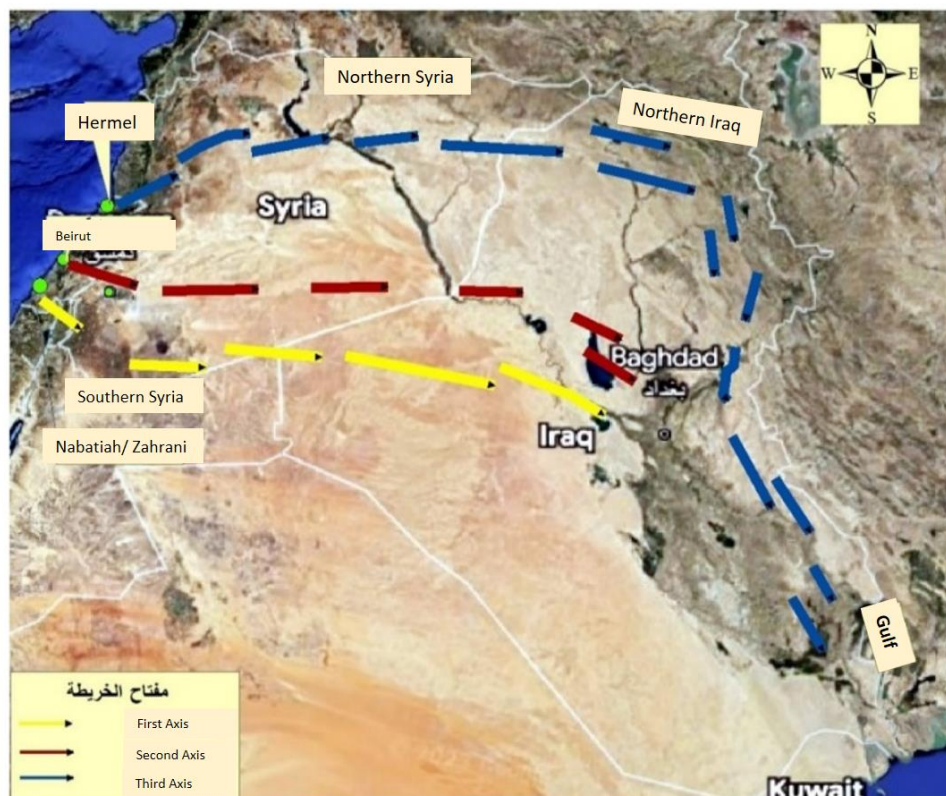 N
W E
S
Northern Syria
Northern Iraq
Hermel
Syria
Beirut
Baghdad
بغداد
Southern Syria
Iraq
Nabatiah/ Zahrani
Gulf
مفتاح الخريطة
First Axis
Second Axis
Third Axis
Kuwait